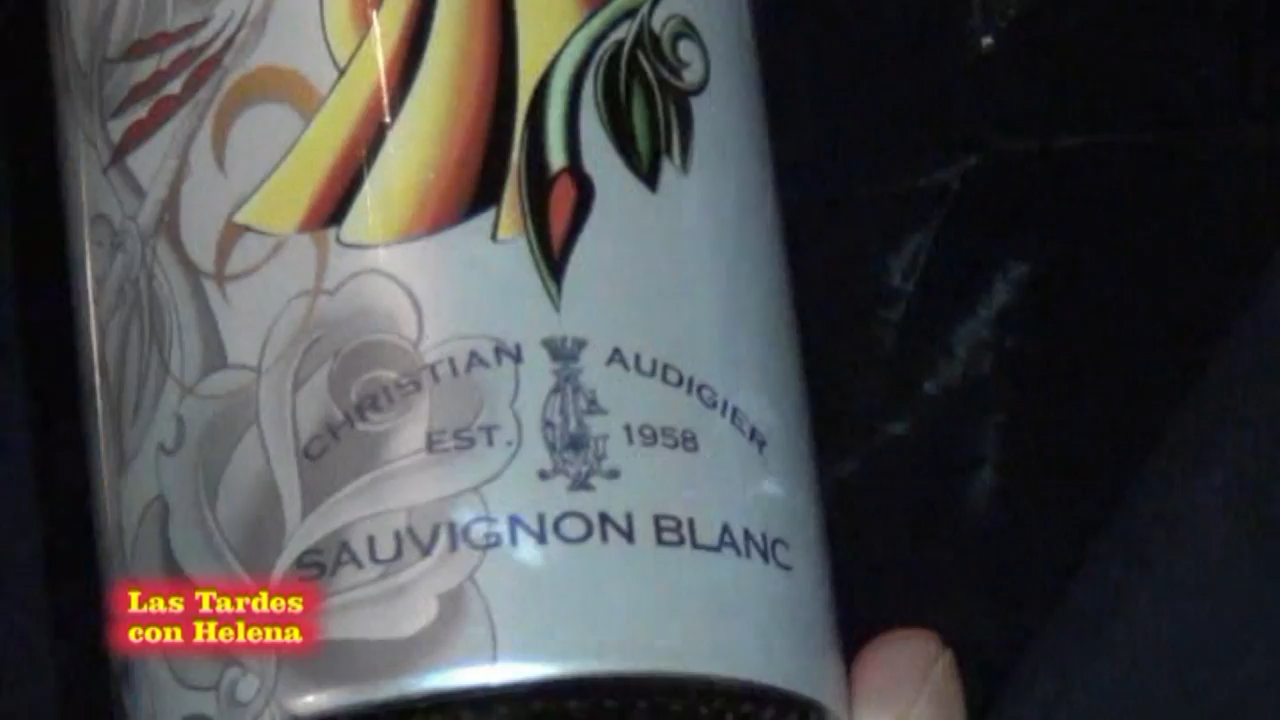 CHRISTIAN AUDIGIER
EST. 1958
SAUVIGNON BLANC
Las Tardes
con Helena